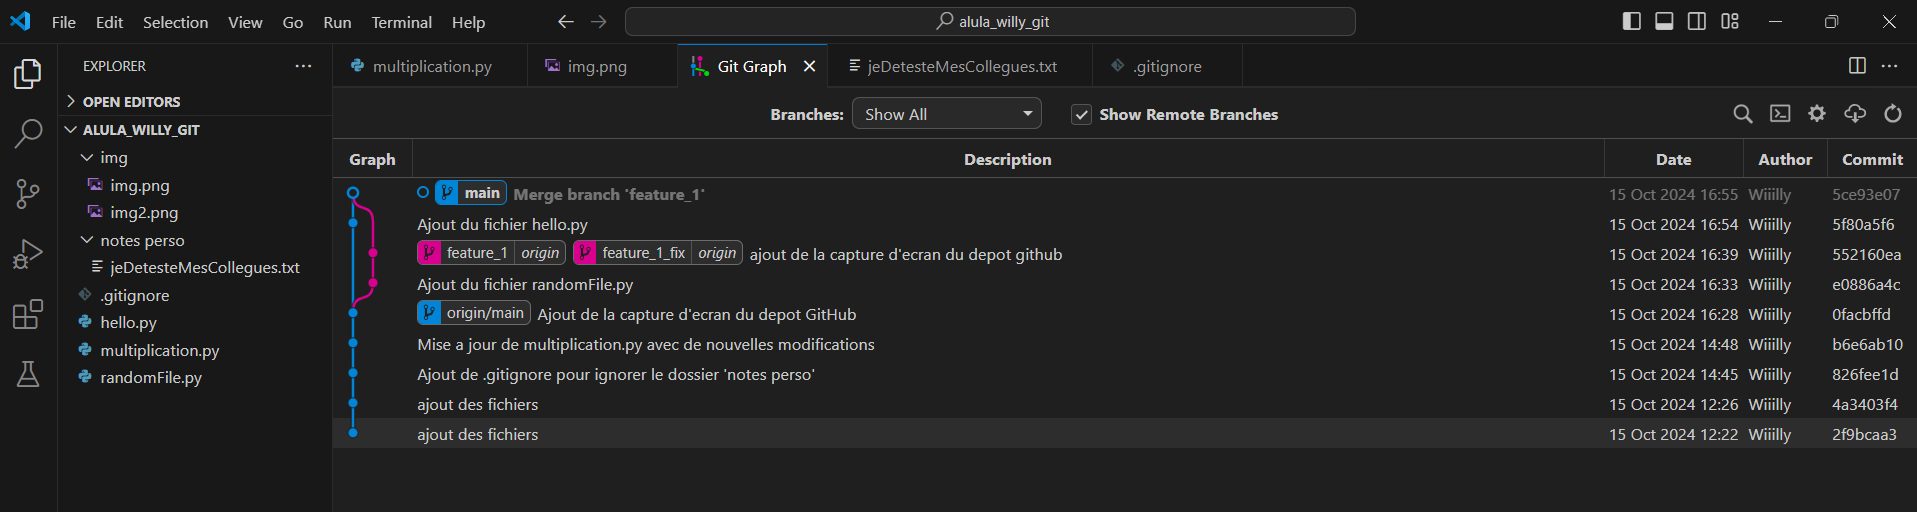 File Edit Selection View Go Run Terminal Help alula_willy_git
EXPLORER
multiplication.py img.png Git Graph jeDetesteMesCollegues.txt .gitignore
OPEN EDITORS
ALULA_WILLY_GIT
img
img.png
img2.png
notes perso
jeDetesteMesCollegues.txt
.gitignore
hello.py
multiplication.py
randomFile.py
Branches: Show All Show Remote Branches
Graph Description Date Author Commit
main Merge branch 'feature_1' 15 Oct 2024 16:55 Wiiilly 5ce93e07
Ajout du fichier hello.py 15 Oct 2024 16:54 Wiiilly 5f80a5f6
feature_1 origin feature_1_fix origin ajout de la capture d'ecran du depot github 15 Oct 2024 16:39 Wiiilly 552160ea
Ajout du fichier randomFile.py 15 Oct 2024 16:33 Wiiilly e0886a4c
origin/main Ajout de la capture d'ecran du depot GitHub 15 Oct 2024 16:28 Wiiilly 0facbffd
Mise a jour de multiplication.py avec de nouvelles modifications 15 Oct 2024 14:48 Wiiilly b6e6ab10
Ajout de .gitignore pour ignorer le dossier 'notes perso' 15 Oct 2024 14:45 Wiiilly 826fee1d
ajout des fichiers 15 Oct 2024 12:26 Wiiilly 4a3403f4
ajout des fichiers 15 Oct 2024 12:22 Wiiilly 2f9bcaa3